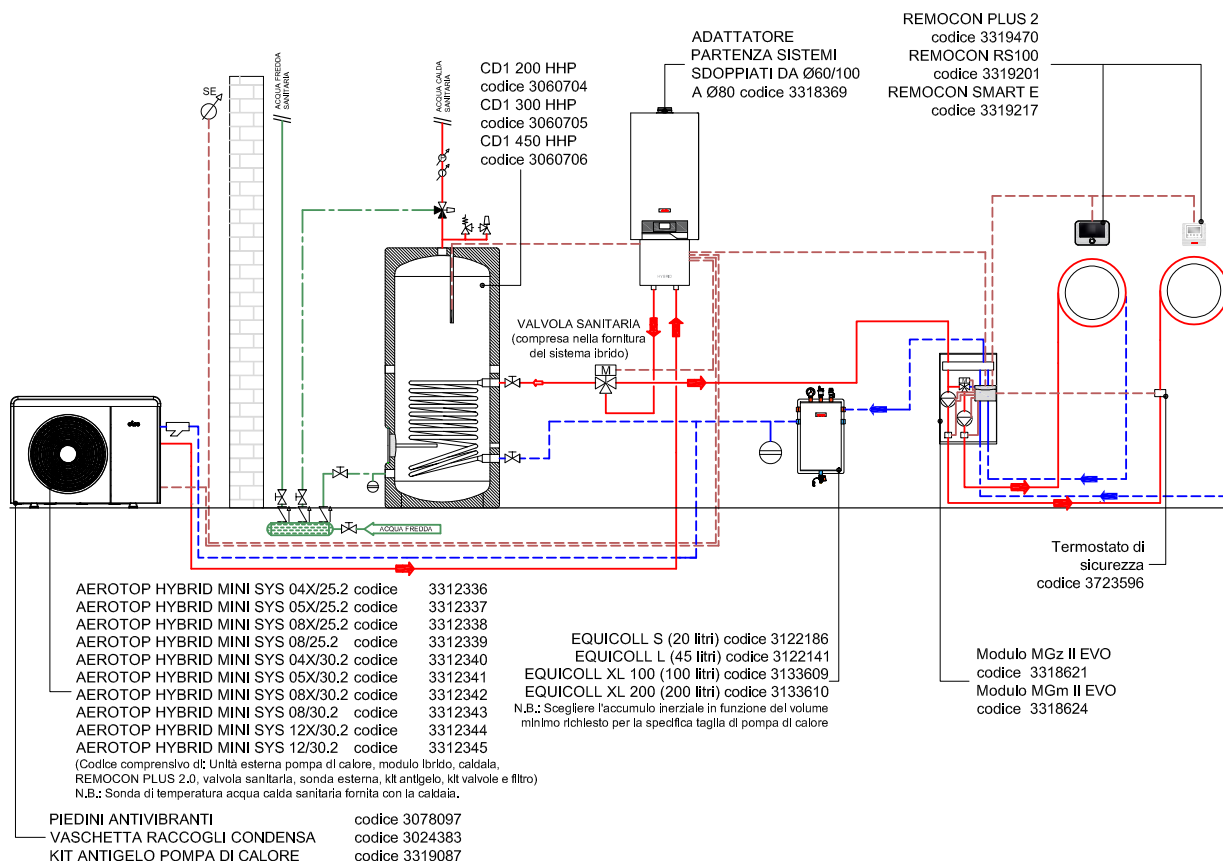 REMOCON PLUS 2
codice 3319470
REMOCON RS100
codice 3319201
REMOCON SMART E
codice 3319217
ADATTATORE
PARTENZA SISTEMI
SDOPPIATI DA Ø60/100
A Ø80 codice 3318369
CD1 200 HHP
codice 3060704
CD1 300 HHP
codice 3060705
CD1 450 HHP
codice 3060706
SE
ACQUA FREDDA
SANITARIA
ACQUA CALDA
SANITARIA
HYBRID
VALVOLA SANITARIA
(compresa nella fornitura
del sistema ibrido)
M
elco
ACQUA FREDDA
Termostato di
sicurezza
codice 3723596
AEROTOP HYBRID MINI SYS 04X/25.2 codice 3312336
AEROTOP HYBRID MINI SYS 05X/25.2 codice 3312337
AEROTOP HYBRID MINI SYS 08X/25.2 codice 3312338
AEROTOP HYBRID MINI SYS 08/25.2 codice 3312339
AEROTOP HYBRID MINI SYS 04X/30.2 codice 3312340
AEROTOP HYBRID MINI SYS 05X/30.2 codice 3312341
AEROTOP HYBRID MINI SYS 08X/30.2 codice 3312342
AEROTOP HYBRID MINI SYS 08/30.2 codice 3312343
AEROTOP HYBRID MINI SYS 12X/30.2 codice 3312344
AEROTOP HYBRID MINI SYS 12/30.2 codice 3312345
(Codice comprensivo di: Unità esterna pompa di calore, modulo ibrido, caldaia,
REMOCON PLUS 2.0, valvola sanitaria, sonda esterna, kit antigelo, kit valvole e filtro)
N.B.: Sonda di temperatura acqua calda sanitaria fornita con la caldaia.
EQUICOLL S (20 litri) codice 3122186
EQUICOLL L (45 litri) codice 3122141
EQUICOLL XL 100 (100 litri) codice 3133609
EQUICOLL XL 200 (200 litri) codice 3133610
N.B.: Scegliere l'accumulo inerziale in funzione del volume
minimo richiesto per la specifica taglia di pompa di calore
Modulo MGz II EVO
codice 3318621
Modulo MGm II EVO
codice 3318624
PIEDINI ANTIVIBRANTI codice 3078097
VASCHETTA RACCOGLI CONDENSA codice 3024383
KIT ANTIGELO POMPA DI CALORE codice 3319087